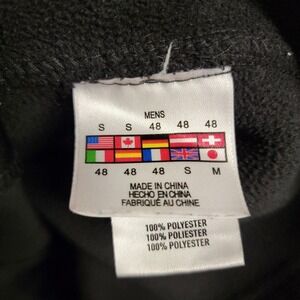 MENS
S S 48 48 48
48 48 48 S M
MADE IN CHINA
HECHO EN CHINA
FABRIQUÉ AU CHINE
100% POLYESTER
100% POLIESTER
100% POLYESTER